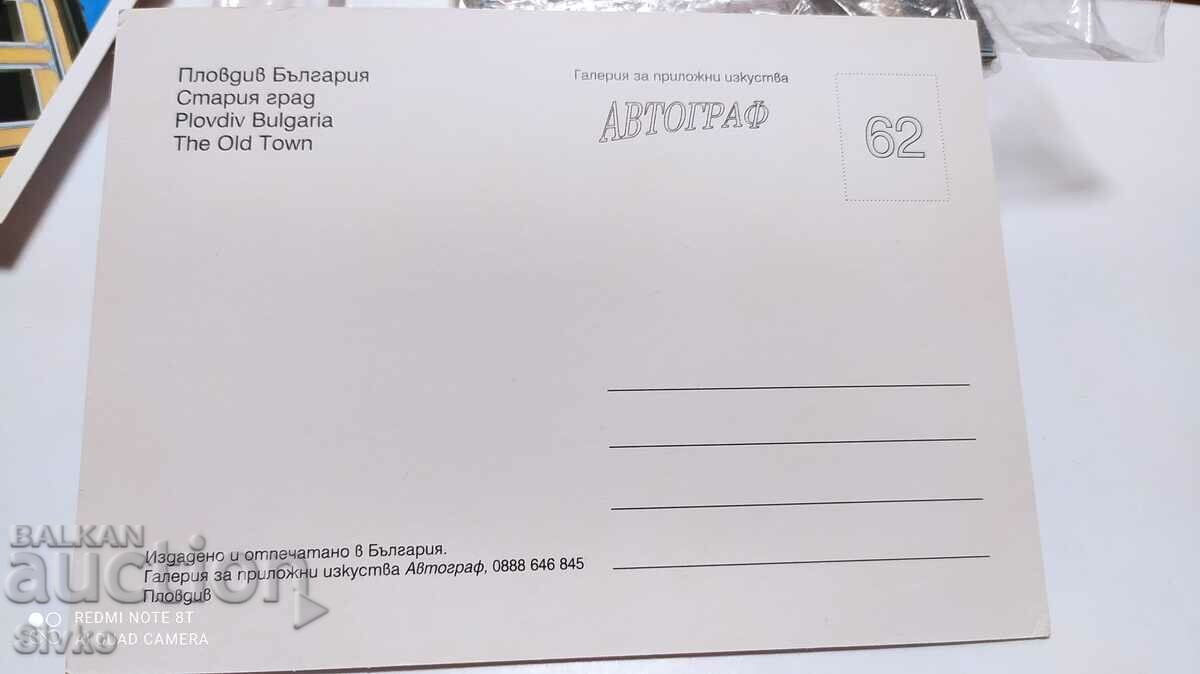 Пловдив България
Стария град
Plovdiv Bulgaria
The Old Town
Галерия за приложни изкуства
АВТОГРАФ
62
Издадено и отпечатано в България.
Галерия за приложни изкуства Автограф, 0888 646 845
Пловдив
BALKAN
auction
REDMI NOTE 8T
AI QUAD CAMERA
Sivko